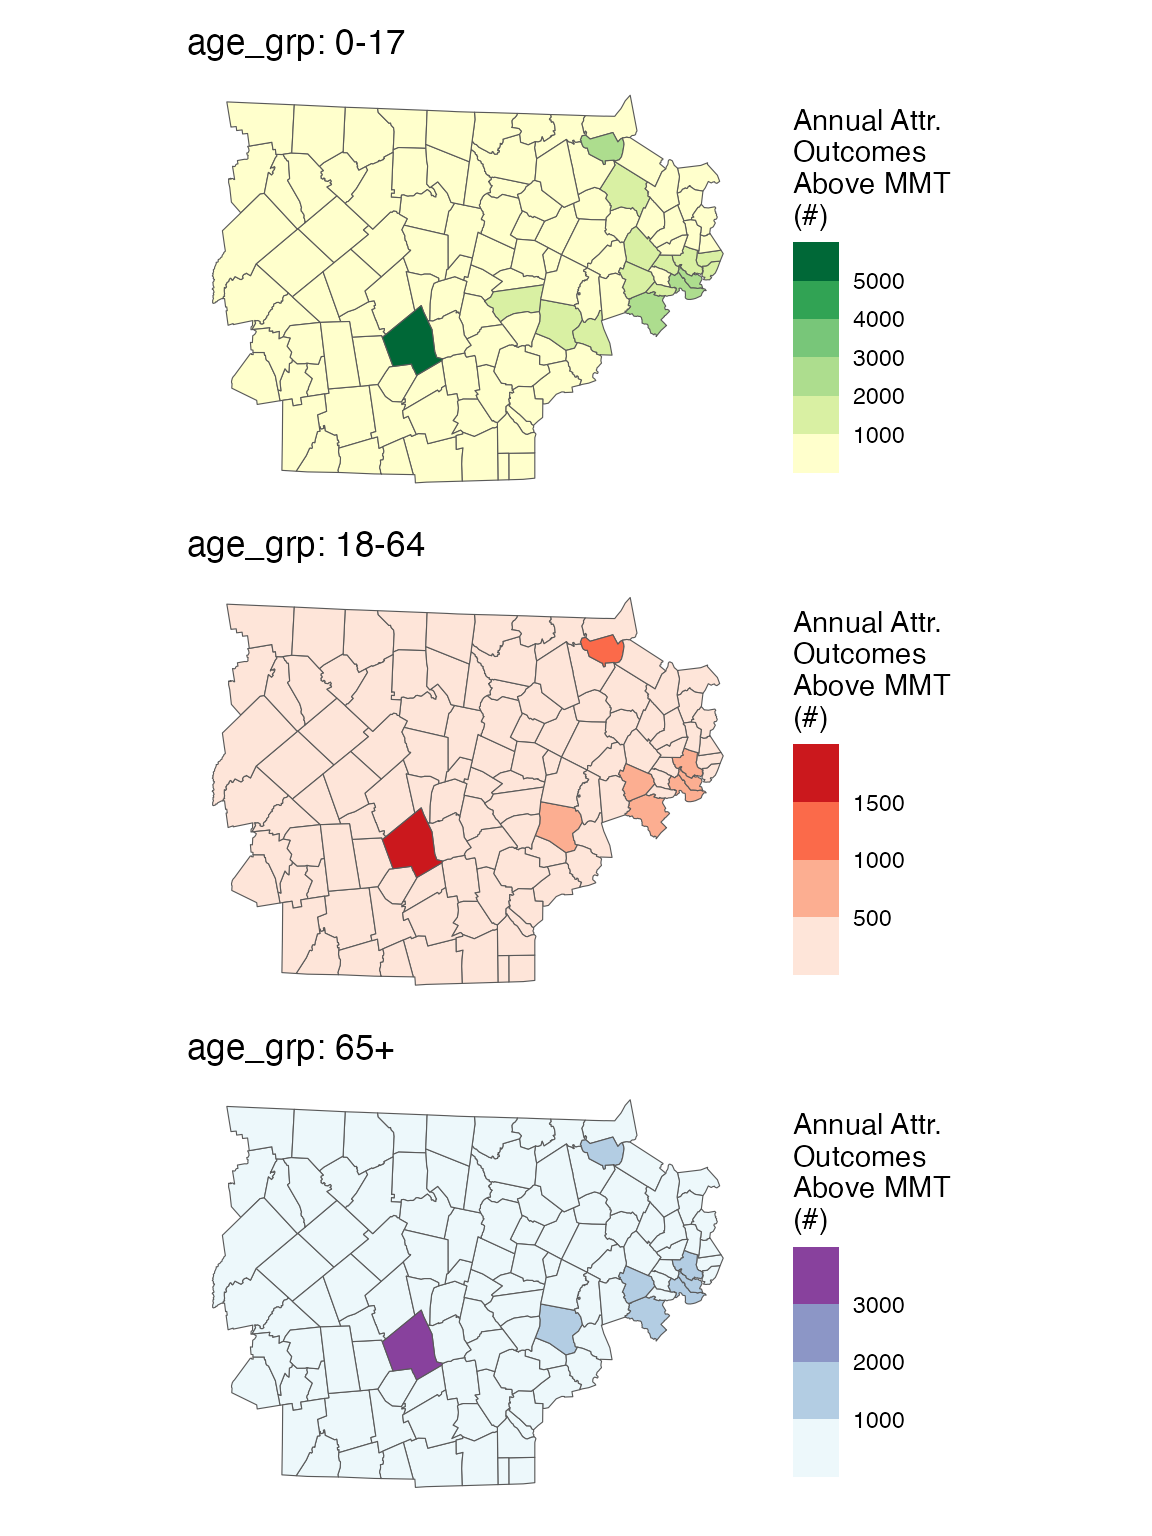 age_grp: 0-17
Annual Attr.
Outcomes
Above MMT
(#)
5000
4000
3000
2000
1000
age_grp: 18-64
Annual Attr.
Outcomes
Above MMT
(#)
1500
1000
500
age_grp: 65+
Annual Attr.
Outcomes
Above MMT
(#)
3000
2000
1000